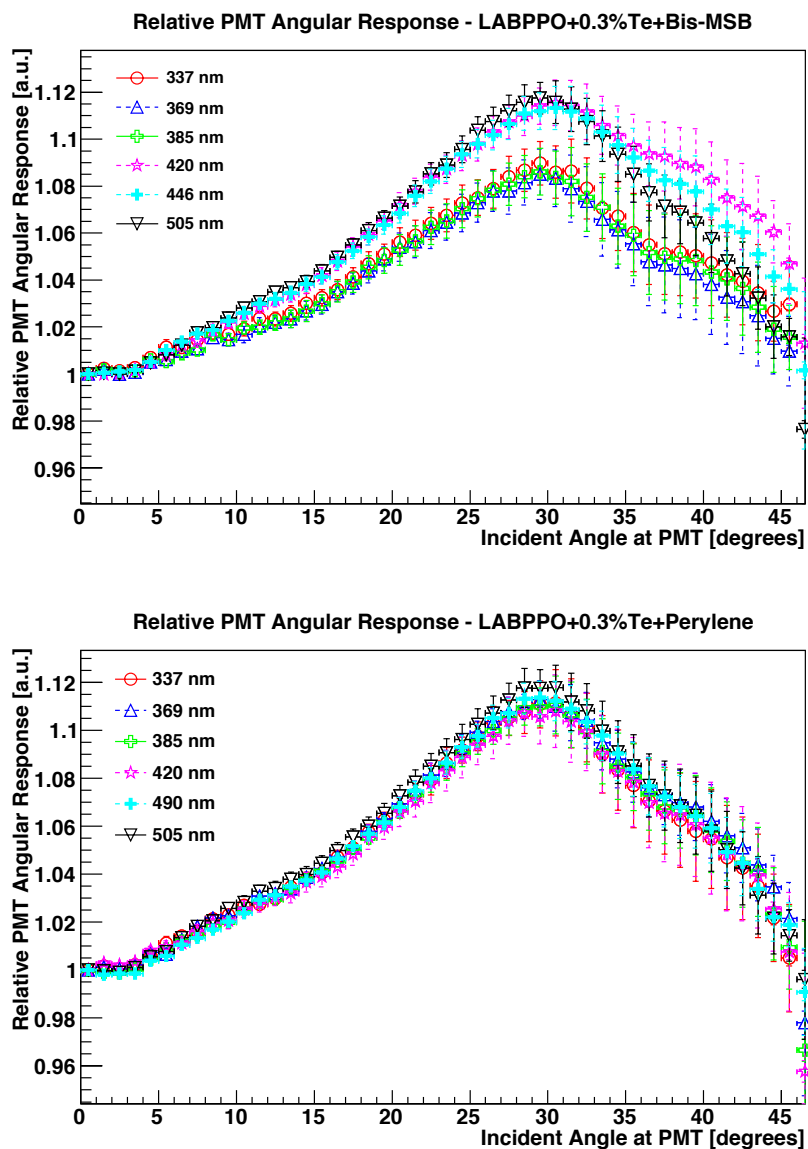 Relative PMT Angular Response - LABPPO+0.3%Te+Bis-MSB
Relative PMT Angular Response [a.u.]
1.12
1.1
1.08
1.06
1.04
1.02
1
0.98
0.96
337 nm
369 nm
385 nm
420 nm
446 nm
505 nm
0 5 10 15 20 25 30 35 40 45
Incident Angle at PMT [degrees]
Relative PMT Angular Response - LABPPO+0.3%Te+Perylene
Relative PMT Angular Response [a.u.]
1.12
1.1
1.08
1.06
1.04
1.02
1
0.98
0.96
337 nm
369 nm
385 nm
420 nm
490 nm
505 nm
0 5 10 15 20 25 30 35 40 45
Incident Angle at PMT [degrees]